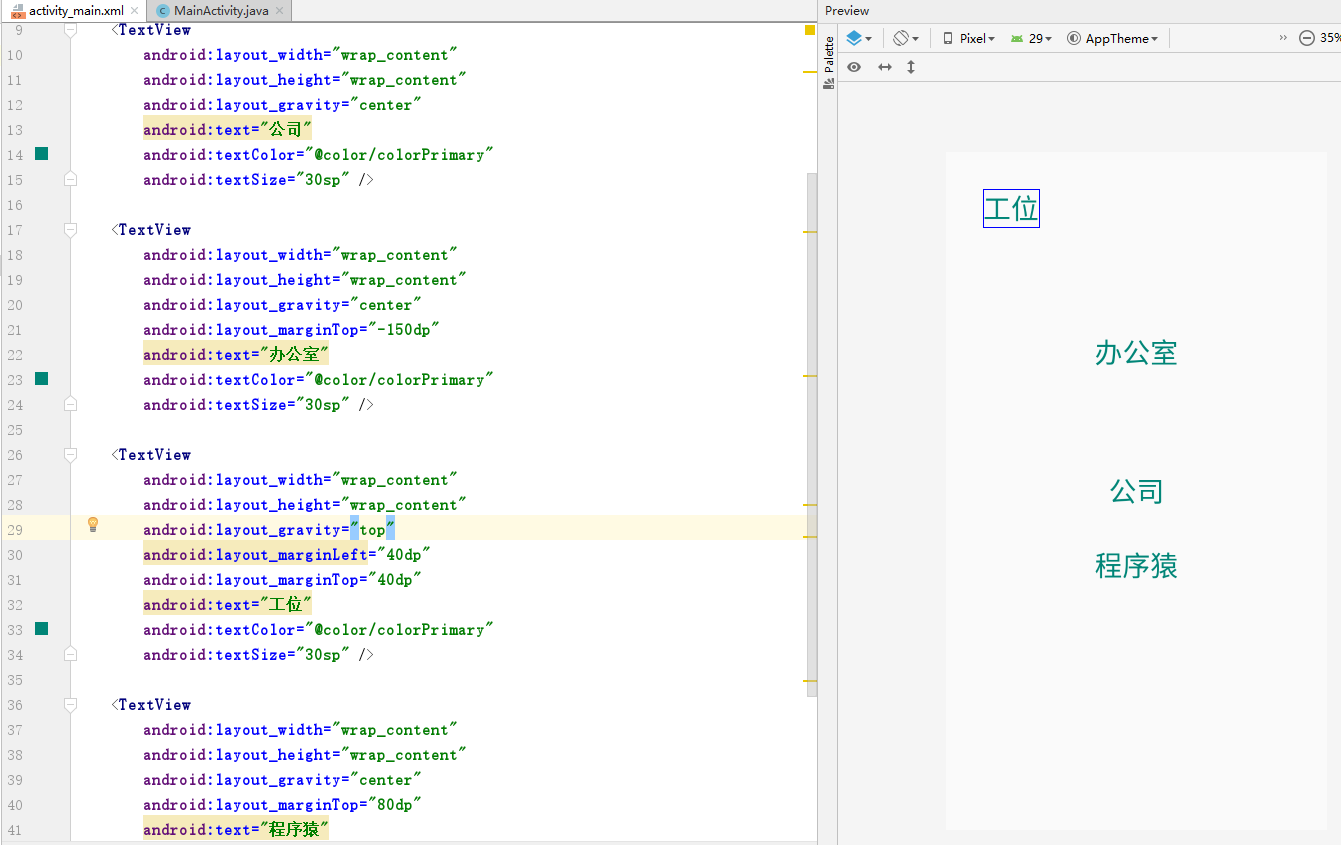 activity_main.xml
MainActivity.java
9 <TextView
10 android:layout_width="wrap_content"
11 android:layout_height="wrap_content"
12 android:layout_gravity="center"
13 android:text="公司"
14 android:textColor="@color/colorPrimary"
15 android:textSize="30sp" />
16
17 <TextView
18 android:layout_width="wrap_content"
19 android:layout_height="wrap_content"
20 android:layout_gravity="center"
21 android:layout_marginTop="-150dp"
22 android:text="办公室"
23 android:textColor="@color/colorPrimary"
24 android:textSize="30sp" />
25
26 <TextView
27 android:layout_width="wrap_content"
28 android:layout_height="wrap_content"
29 android:layout_gravity="top"
30 android:layout_marginLeft="40dp"
31 android:layout_marginTop="40dp"
32 android:text="工位"
33 android:textColor="@color/colorPrimary"
34 android:textSize="30sp" />
35
36 <TextView
37 android:layout_width="wrap_content"
38 android:layout_height="wrap_content"
39 android:layout_gravity="center"
40 android:layout_marginTop="80dp"
41 android:text="程序猿"
Preview
Palette
Pixel 29 AppTheme 35%
工位
办公室
公司
程序猿